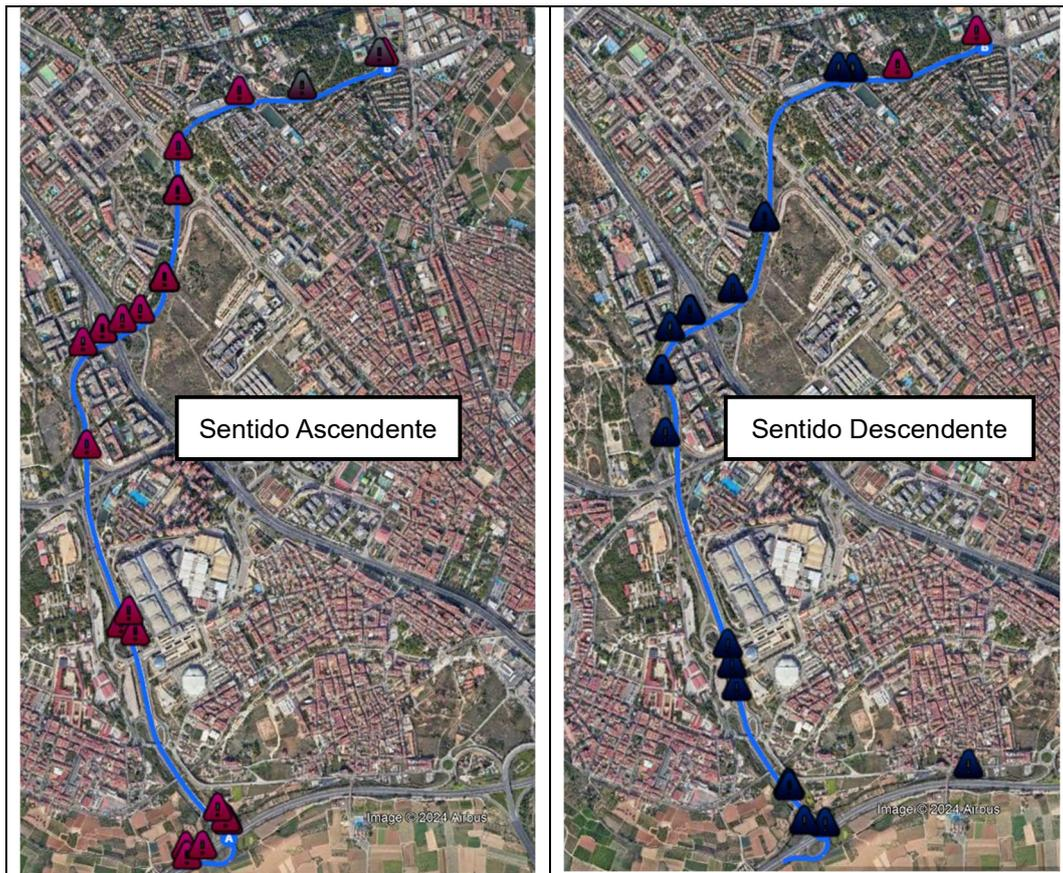 B
B
Sentido Ascendente
Sentido Descendente
Image © 2024 Airbus
Image © 2024 Airbus
A